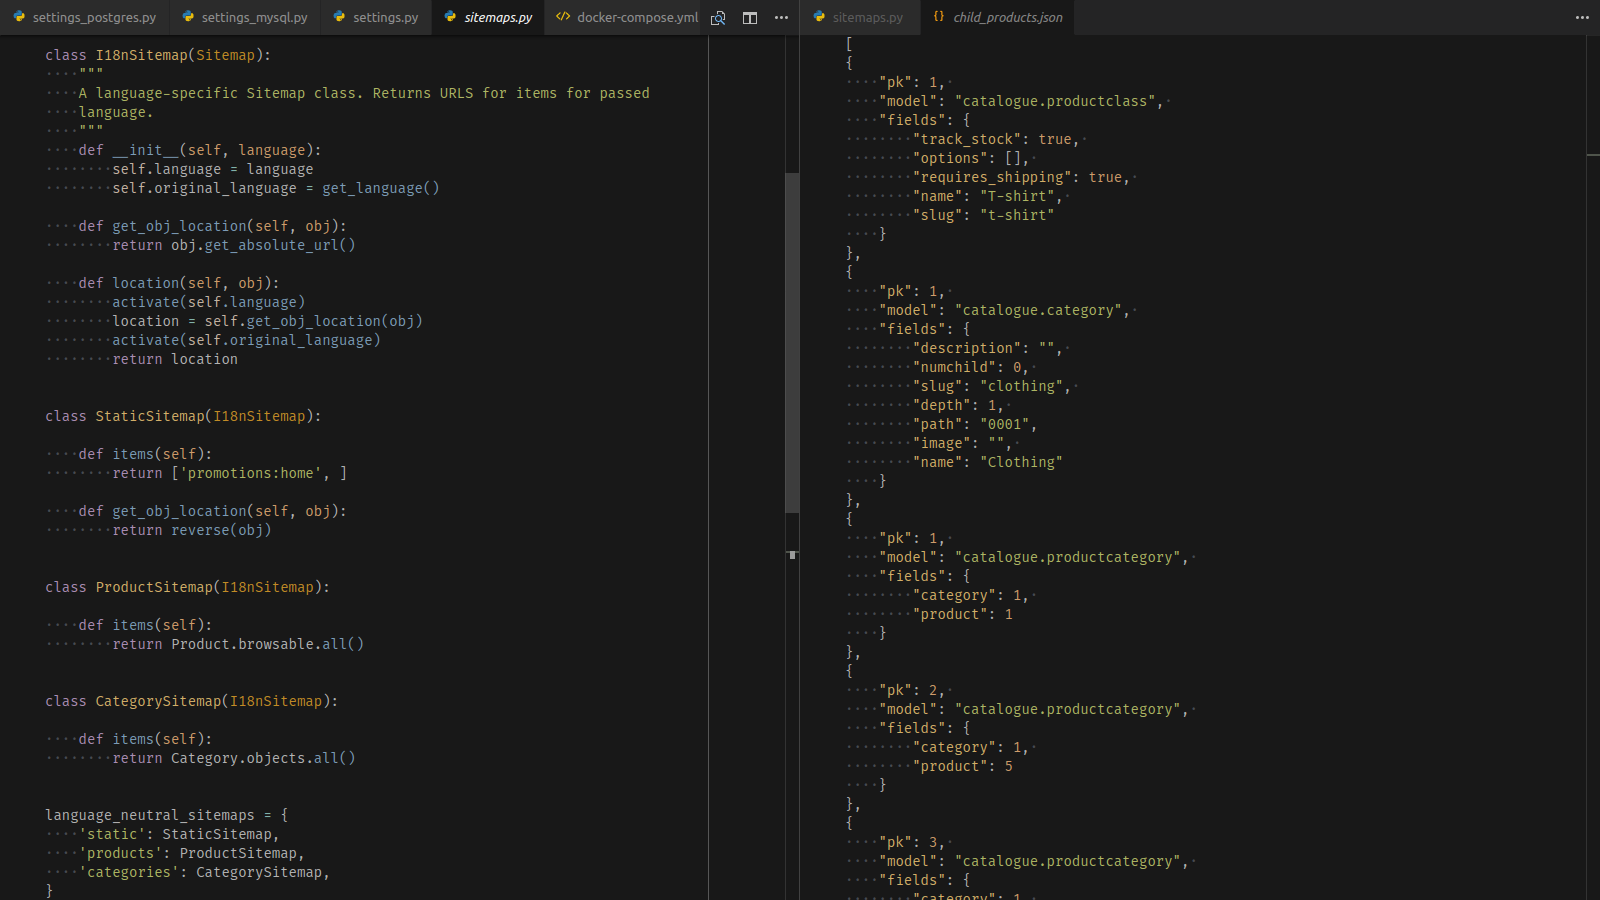 settings_postgres.py settings_mysql.py settings.py sitemaps.py docker-compose.yml
class I18nSitemap(Sitemap):
    """
    A language-specific Sitemap class. Returns URLS for items for passed
    language.
    """
    def __init__(self, language):
        self.language = language
        self.original_language = get_language()

    def get_obj_location(self, obj):
        return obj.get_absolute_url()

    def location(self, obj):
        activate(self.language)
        location = self.get_obj_location(obj)
        activate(self.original_language)
        return location

class StaticSitemap(I18nSitemap):

    def items(self):
        return ['promotions:home', ]

    def get_obj_location(self, obj):
        return reverse(obj)

class ProductSitemap(I18nSitemap):

    def items(self):
        return Product.browsable.all()

class CategorySitemap(I18nSitemap):

    def items(self):
        return Category.objects.all()

language_neutral_sitemaps = {
    'static': StaticSitemap,
    'products': ProductSitemap,
    'categories': CategorySitemap,
}
sitemaps.py child_products.json
[
{
    "pk": 1,
    "model": "catalogue.productclass",
    "fields": {
        "track_stock": true,
        "options": [],
        "requires_shipping": true,
        "name": "T-shirt",
        "slug": "t-shirt"
    }
},
{
    "pk": 1,
    "model": "catalogue.category",
    "fields": {
        "description": "",
        "numchild": 0,
        "slug": "clothing",
        "depth": 1,
        "path": "0001",
        "image": "",
        "name": "Clothing"
    }
},
{
    "pk": 1,
    "model": "catalogue.productcategory",
    "fields": {
        "category": 1,
        "product": 1
    }
},
{
    "pk": 2,
    "model": "catalogue.productcategory",
    "fields": {
        "category": 1,
        "product": 5
    }
},
{
    "pk": 3,
    "model": "catalogue.productcategory",
    "fields": {
        "category": 1